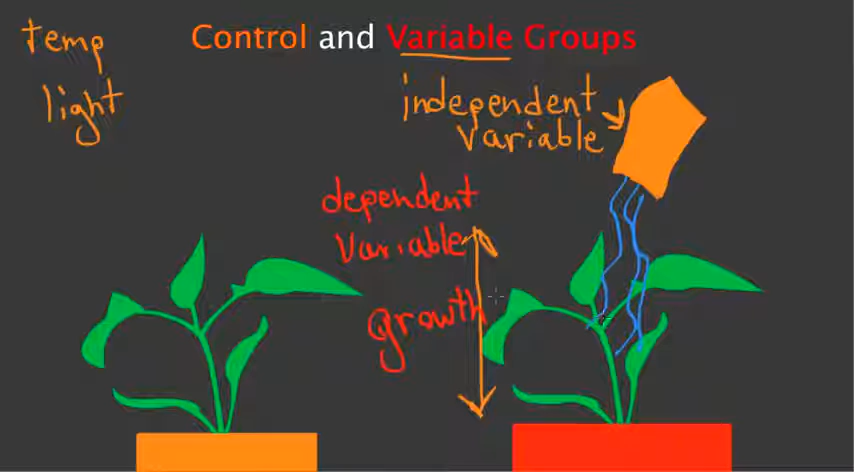 temp
light
Control and Variable Groups
independent
variable
dependent
Variable
growth